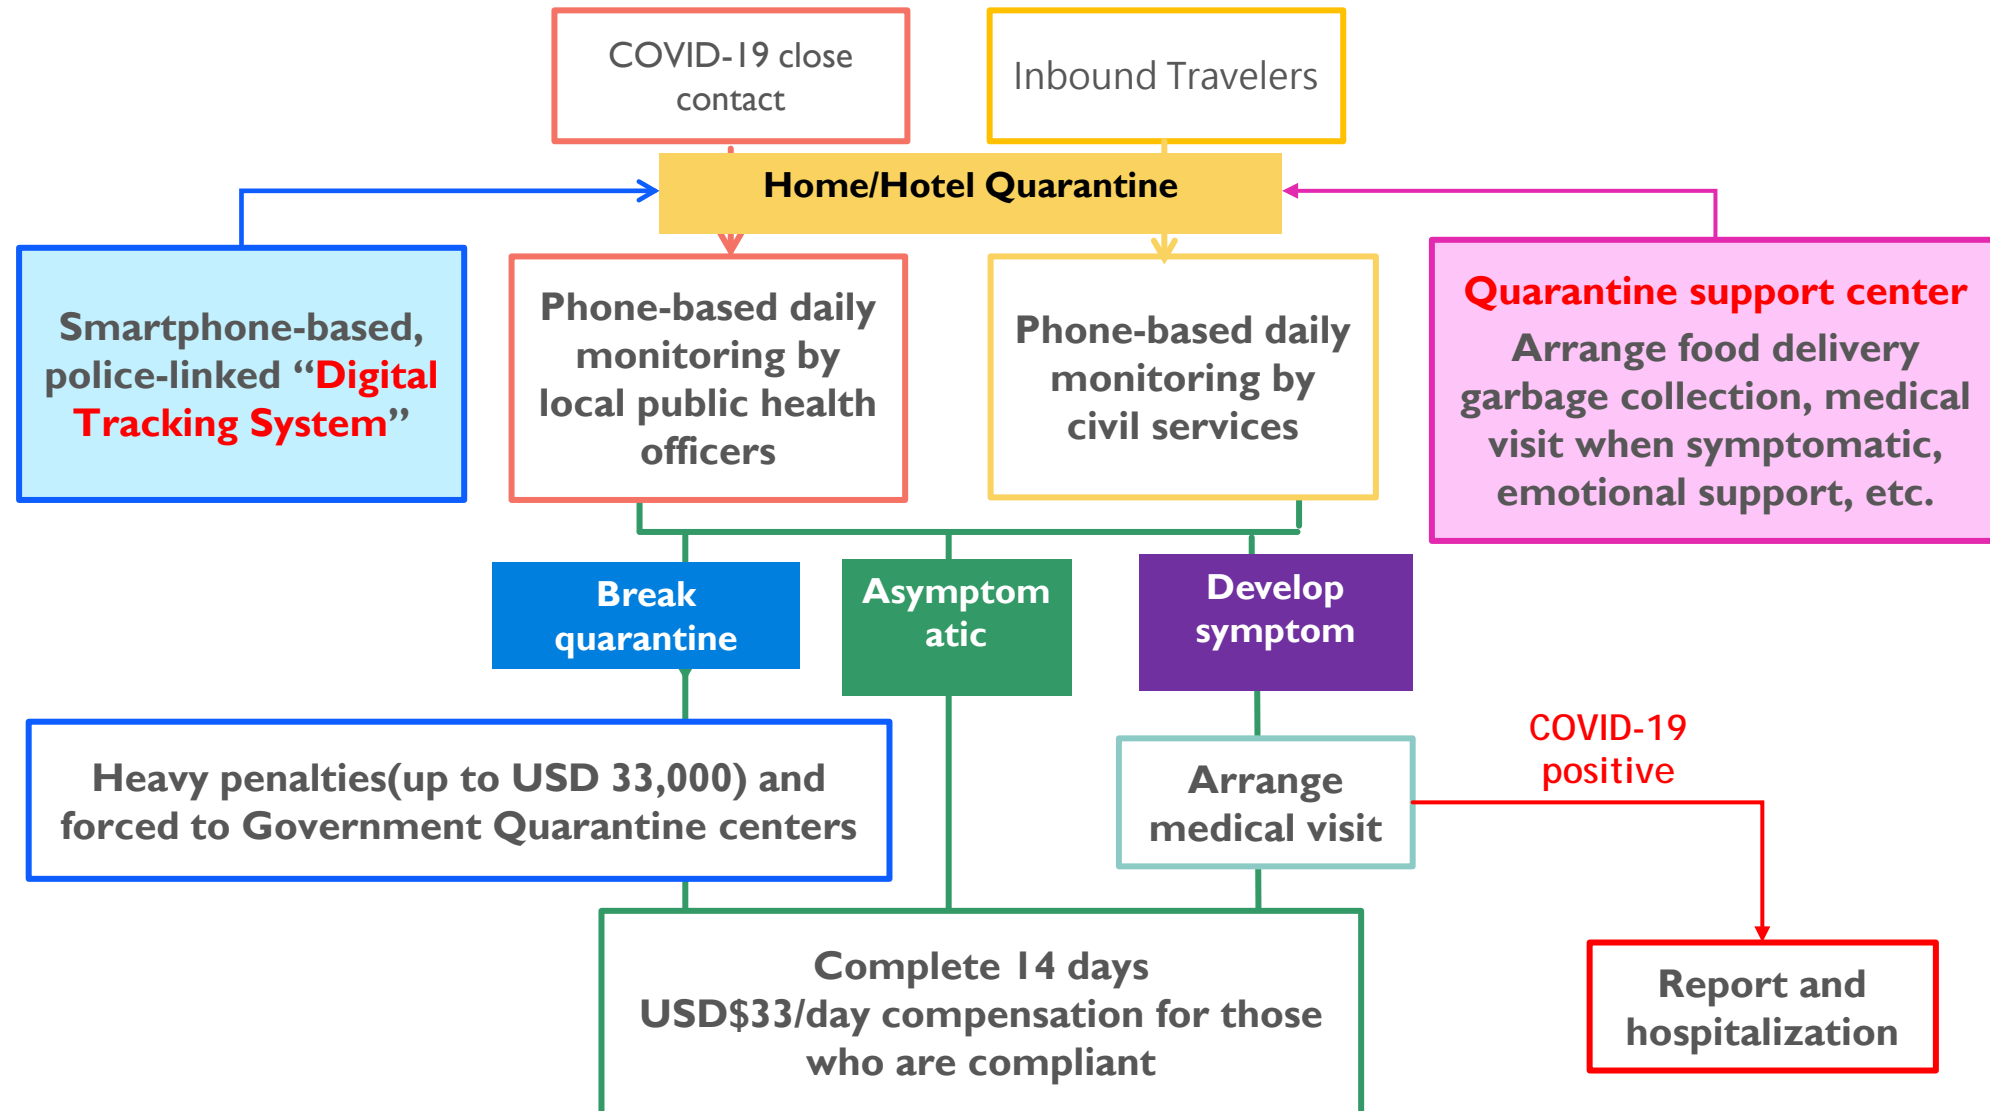 COVID-19 close
contact
Inbound Travelers
Home/Hotel Quarantine
Smartphone-based,
police-linked “Digital
Tracking System”
Phone-based daily
monitoring by
local public health
officers
Phone-based daily
monitoring by
civil services
Quarantine support center
Arrange food delivery
garbage collection, medical
visit when symptomatic,
emotional support, etc.
Break
quarantine
Asymptom
atic
Develop
symptom
Heavy penalties(up to USD 33,000) and
forced to Government Quarantine centers
Arrange
medical visit
COVID-19
positive
Complete 14 days
USD$33/day compensation for those
who are compliant
Report and
hospitalization